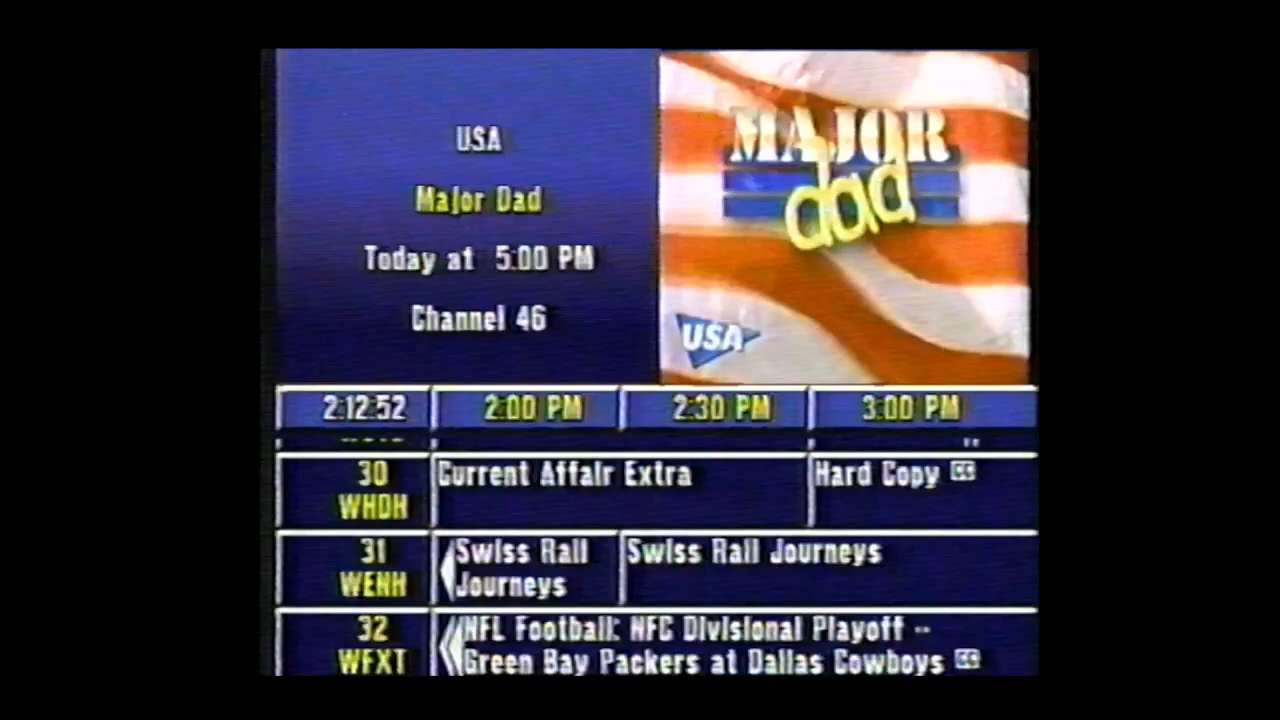 USA
Major Dad
Today at 5:00 PM
Channel 46
MAJOR
dad
USA
2:12:52 2:00 PM 2:30 PM 3:00 PM
30 Current Affair Extra Hard Copy CC
WHDH
31 Swiss Rail Swiss Rail Journeys
WENH Journeys
32 NFL Football: NFC Divisional Playoff --
WFXT Green Bay Packers at Dallas Cowboys CC